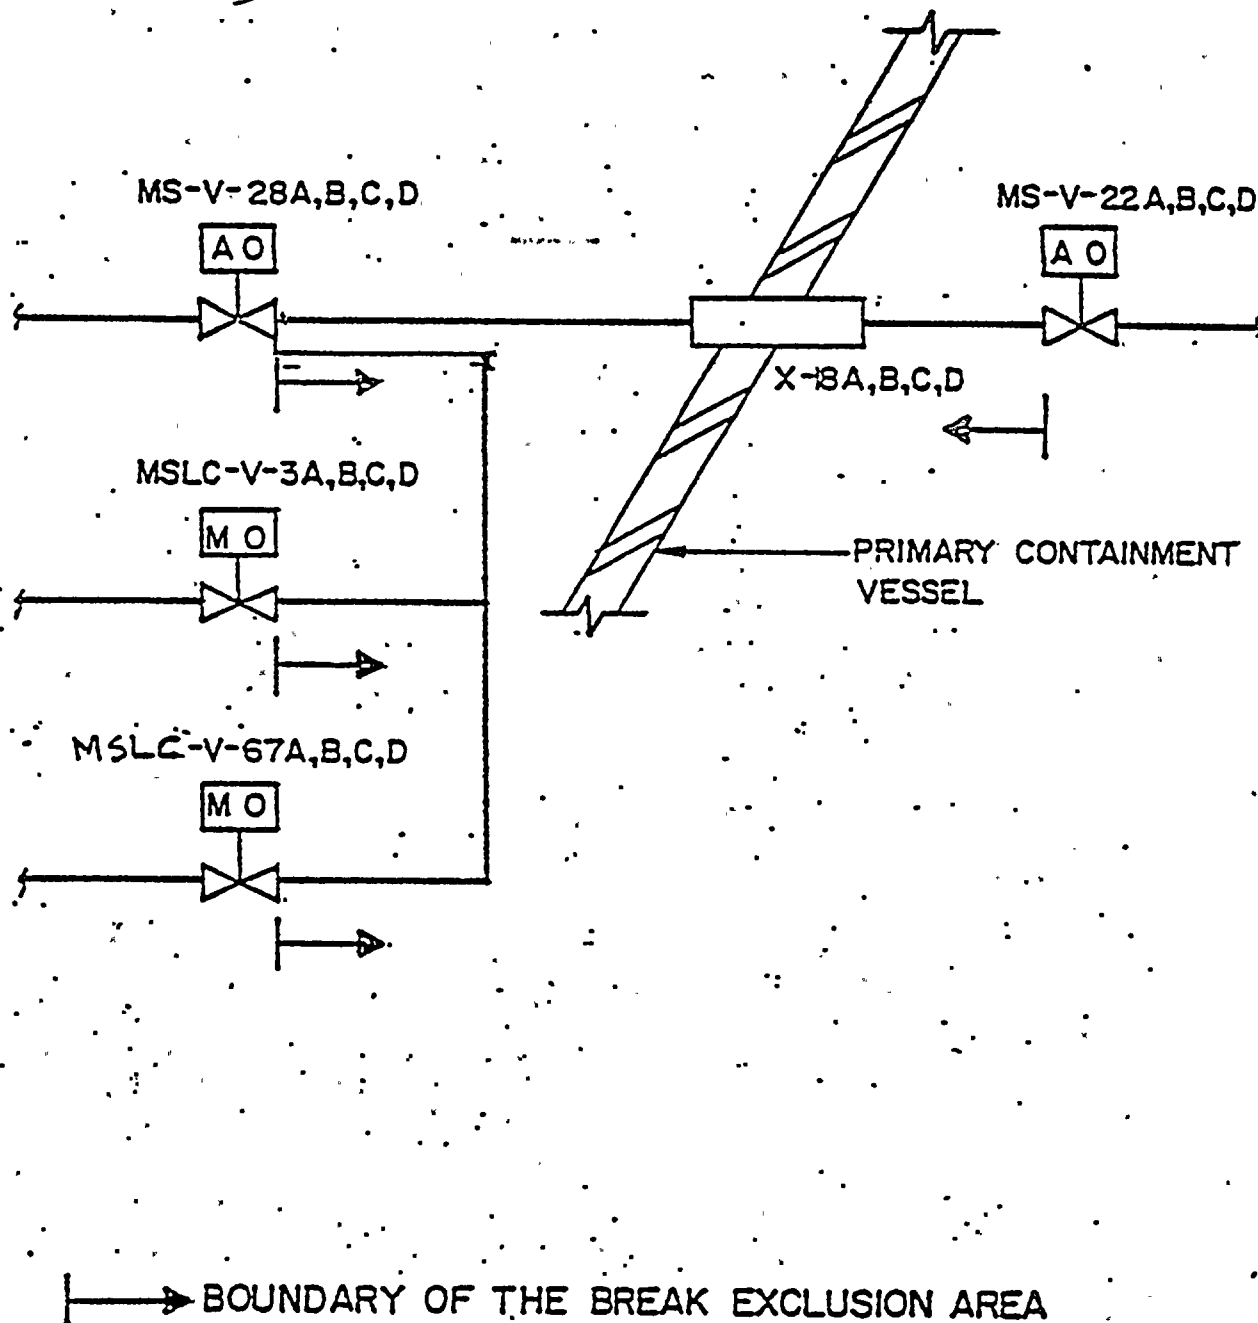 MS-V-28A,B,C,D
MS-V-22A,B,C,D
AO
AO
X-18A,B,C,D
MSLC-V-3A,B,C,D
MO
PRIMARY CONTAINMENT
VESSEL
MSLC-V-67A,B,C,D
MO
BOUNDARY OF THE BREAK EXCLUSION AREA